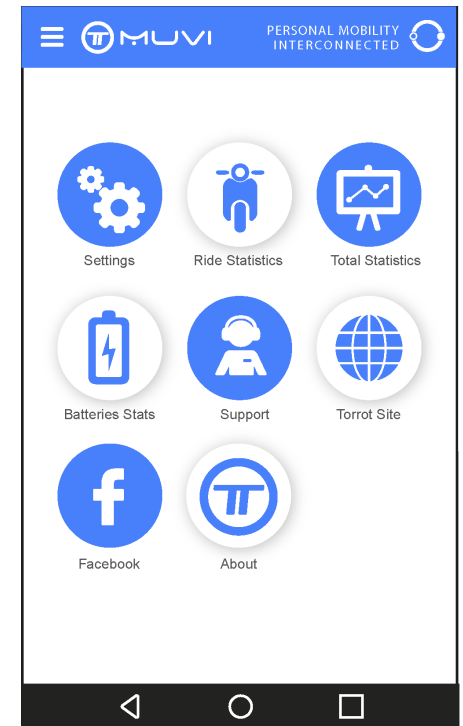 MUVI
PERSONAL MOBILITY
INTERCONNECTED
Settings
Ride Statistics
Total Statistics
Batteries Stats
Support
Torrot Site
Facebook
About